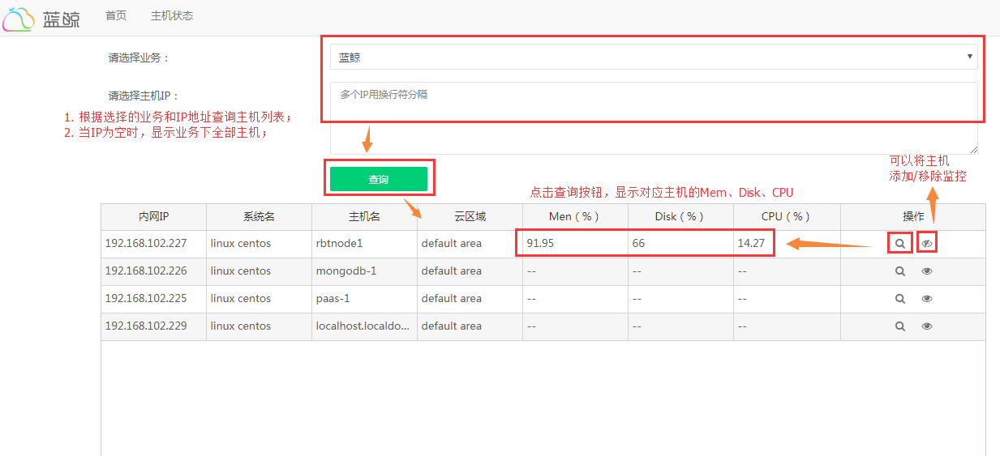 蓝鲸 首页 主机状态
请选择业务： 蓝鲸
请选择主机IP： 多个IP用换行符分隔
1. 根据选择的业务和IP地址查询主机列表；
2. 当IP为空时，显示业务下全部主机；
可以将主机
添加/移除监控
查询
点击查询按钮，显示对应主机的Mem、Disk、CPU
内网IP 系统名 主机名 云区域 Men（%） Disk（%） CPU（%） 操作
192.168.102.227 linux centos rbtnode1 default area 91.95 66 14.27
192.168.102.226 linux centos mongodb-1 default area -- -- --
192.168.102.225 linux centos paas-1 default area -- -- --
192.168.102.229 linux centos localhost.localdo... default area -- -- --